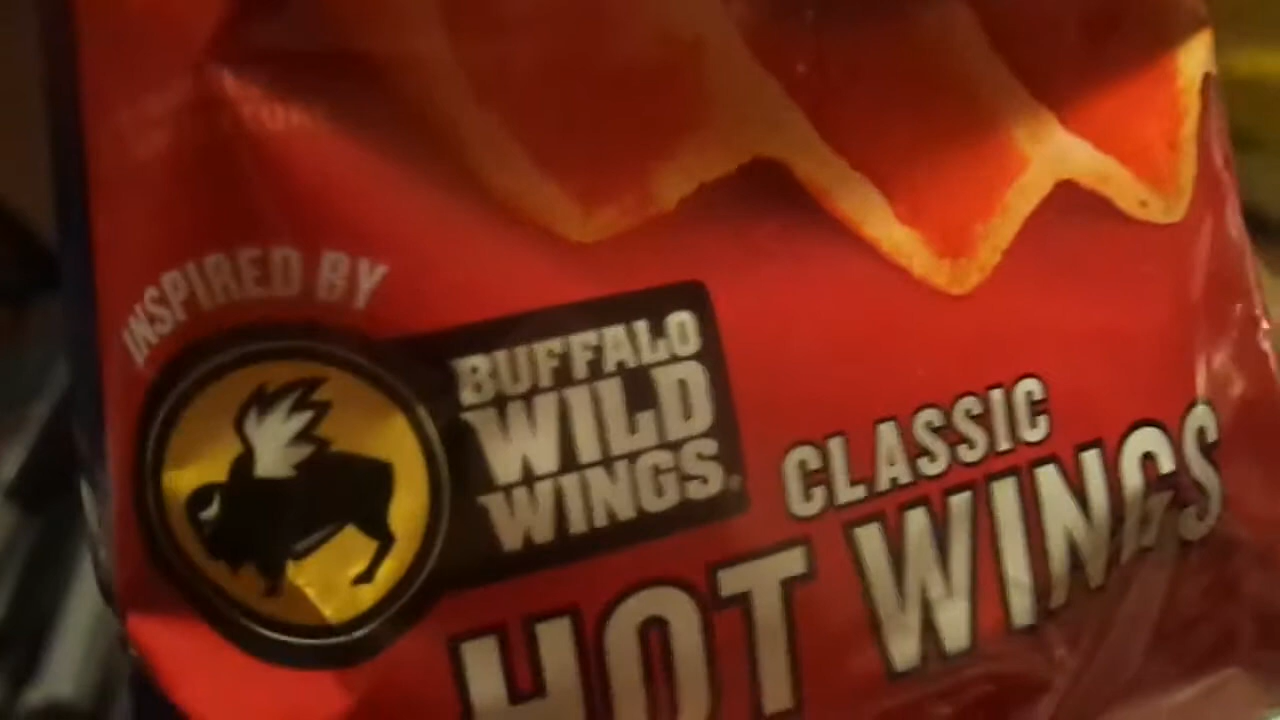 INSPIRED BY
BUFFALO
WILD
WINGS
CLASSIC
HOT WINGS